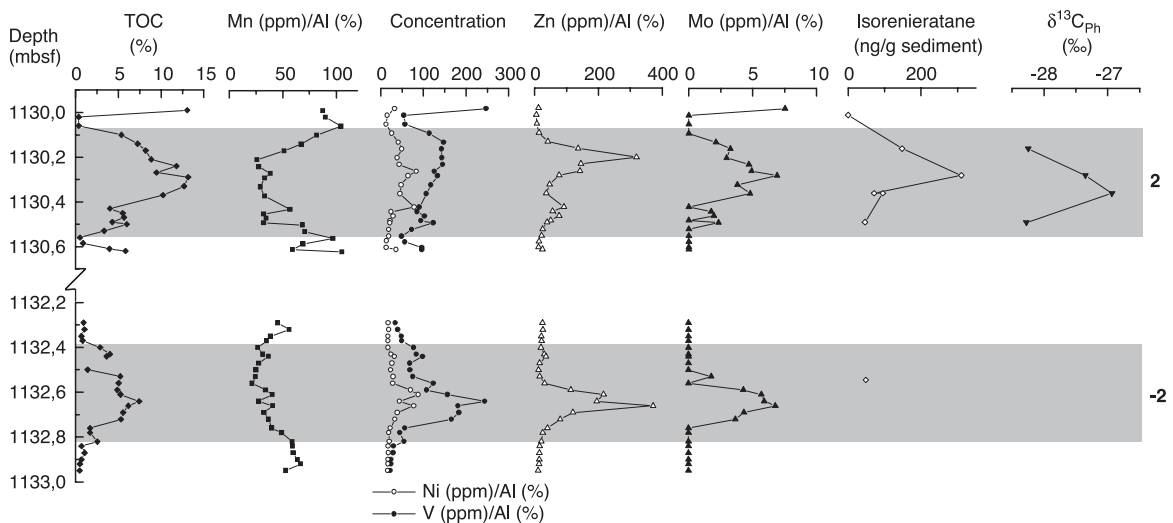 Depth
(mbsf)
TOC
(%)
Mn (ppm)/Al (%)
Concentration
Zn (ppm)/Al (%)
Mo (ppm)/Al (%)
Isorenieratane
(ng/g sediment)
δ¹³C_Ph
(‰)
0 5 10 15
0 50 100
0 100 200 300
0 200 400
0 5 10
0 200
-28 -27
1130,0
1130,2
1130,4
1130,6
2
1132,2
1132,4
1132,6
1132,8
1133,0
-2
Ni (ppm)/Al (%)
V (ppm)/Al (%)